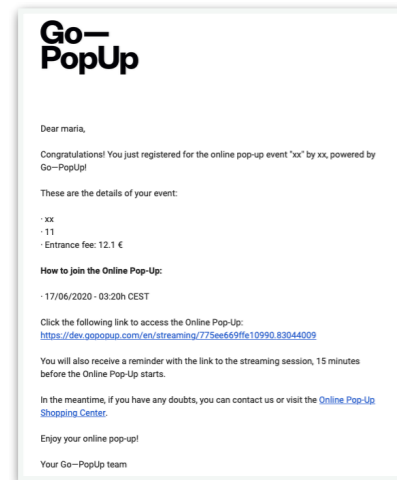 Go—
PopUp
Dear maria,
Congratulations! You just registered for the online pop-up event "xx" by xx, powered by
Go—PopUp!
These are the details of your event:
· xx
· 11
· Entrance fee: 12.1 €
How to join the Online Pop-Up:
· 17/06/2020 - 03:20h CEST
Click the following link to access the Online Pop-Up:
https://dev.gopopup.com/en/streaming/775ee669ffe10990.83044009
You will also receive a reminder with the link to the streaming session, 15 minutes
before the Online Pop-Up starts.
In the meantime, if you have any doubts, you can contact us or visit the Online Pop-Up
Shopping Center.
Enjoy your online pop-up!
Your Go—PopUp team